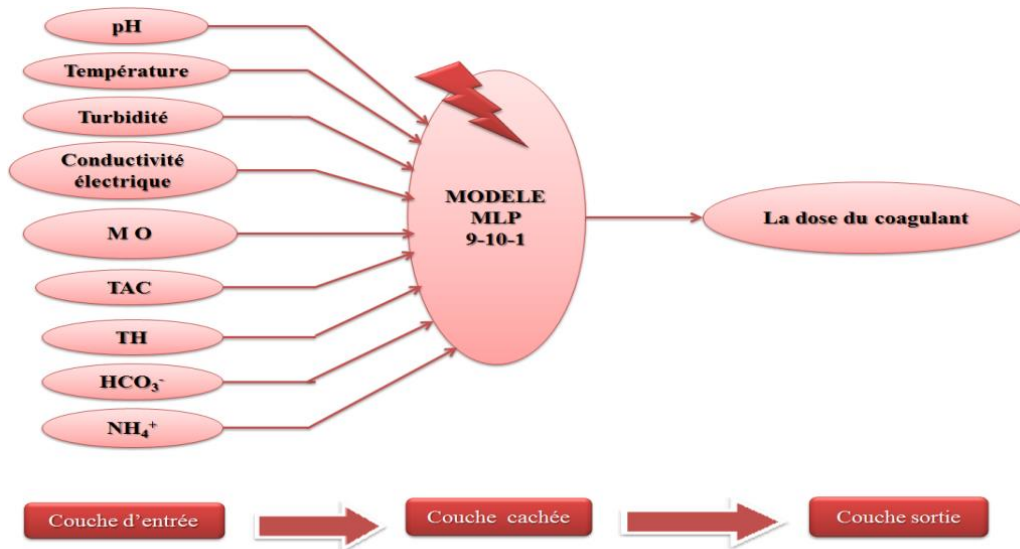 pH
Température
Turbidité
Conductivité
électrique
M O
TAC
TH
HCO₃⁻
NH₄⁺
MODELE
MLP
9-10-1
La dose du coagulant
Couche d’entrée
Couche cachée
Couche sortie